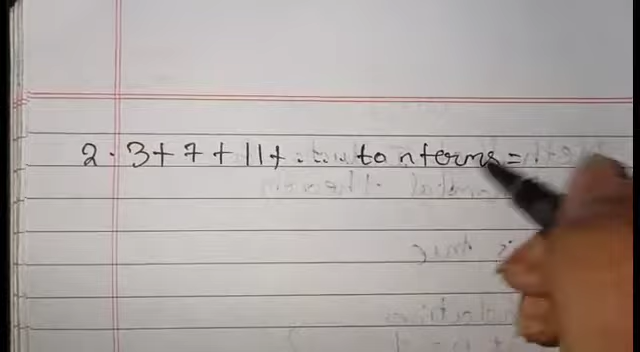 2. 3+ 7 + 11 + .... to n terms =